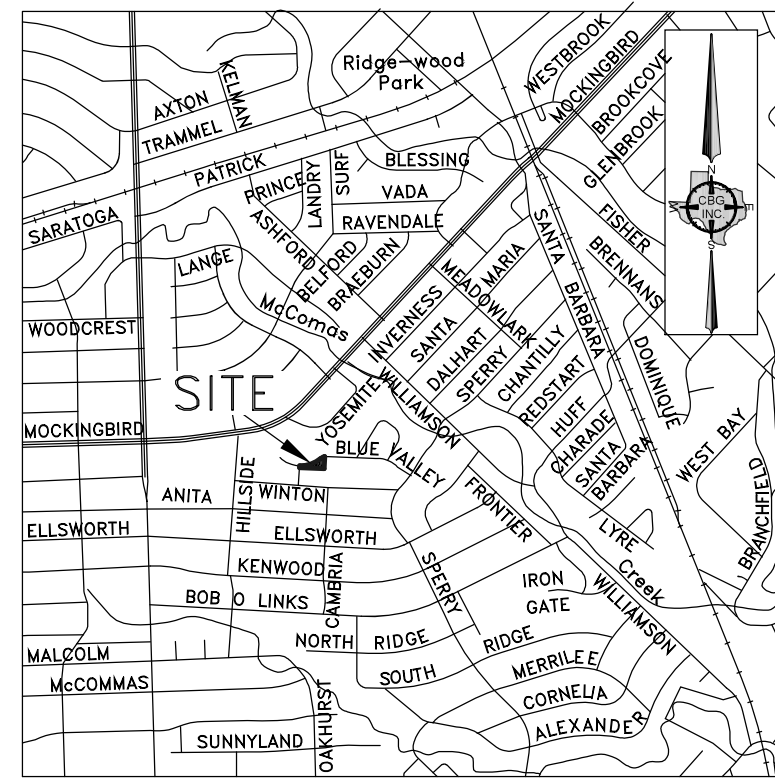 Ridge-wood
Park
WESTBROOK
MOCKINGBIRD
BROOKCOVE
GLENBROOK
KELMAN
AXTON
TRAMMEL
PATRICK
PRINCE
LANDRY
SURF
BLESSING
VADA
RAVENDALE
SARATOGA
ASHFORD
BELFORD
BRAEBURN
LANGE
McComas
FISHER
BRENNANS
SANTA BARBARA
MEADOWLARK
MARIA
INVERNESS
SANTA
DALHART
SPERRY
CHANTILLY
REDSTART
HUFF
CHARADE
SANTA
BARBARA
DOMINIQUE
WEST BAY
BRANCHFIELD
WOODCREST
SITE
YOSEMITE
WILLIAMSON
MOCKINGBIRD
BLUE VALLEY
HILLSIDE
WINTON
ANITA
FRONTIER
ELLSWORTH
ELLSWORTH
LYRE
KENWOOD
CAMBRIA
SPERRY
Creek
IRON
GATE
WILLIAMSON
BOB O LINKS
NORTH RIDGE
RIDGE
SOUTH
MALCOLM
McCOMMAS
MERRILEE
CORNELIA
ALEXANDER
OAKHURST
SUNNYLAND
N
CBG
INC.
W
E
S